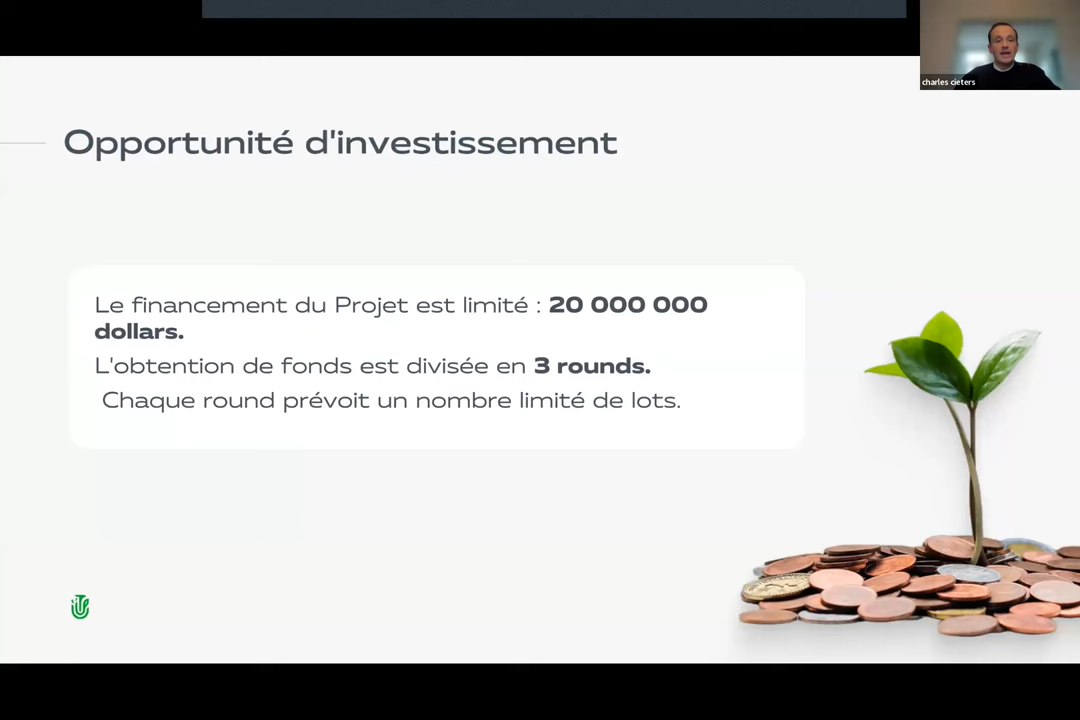 charles cieters
Opportunité d'investissement
Le financement du Projet est limité : 20 000 000
dollars.
L'obtention de fonds est divisée en 3 rounds.
Chaque round prévoit un nombre limité de lots.